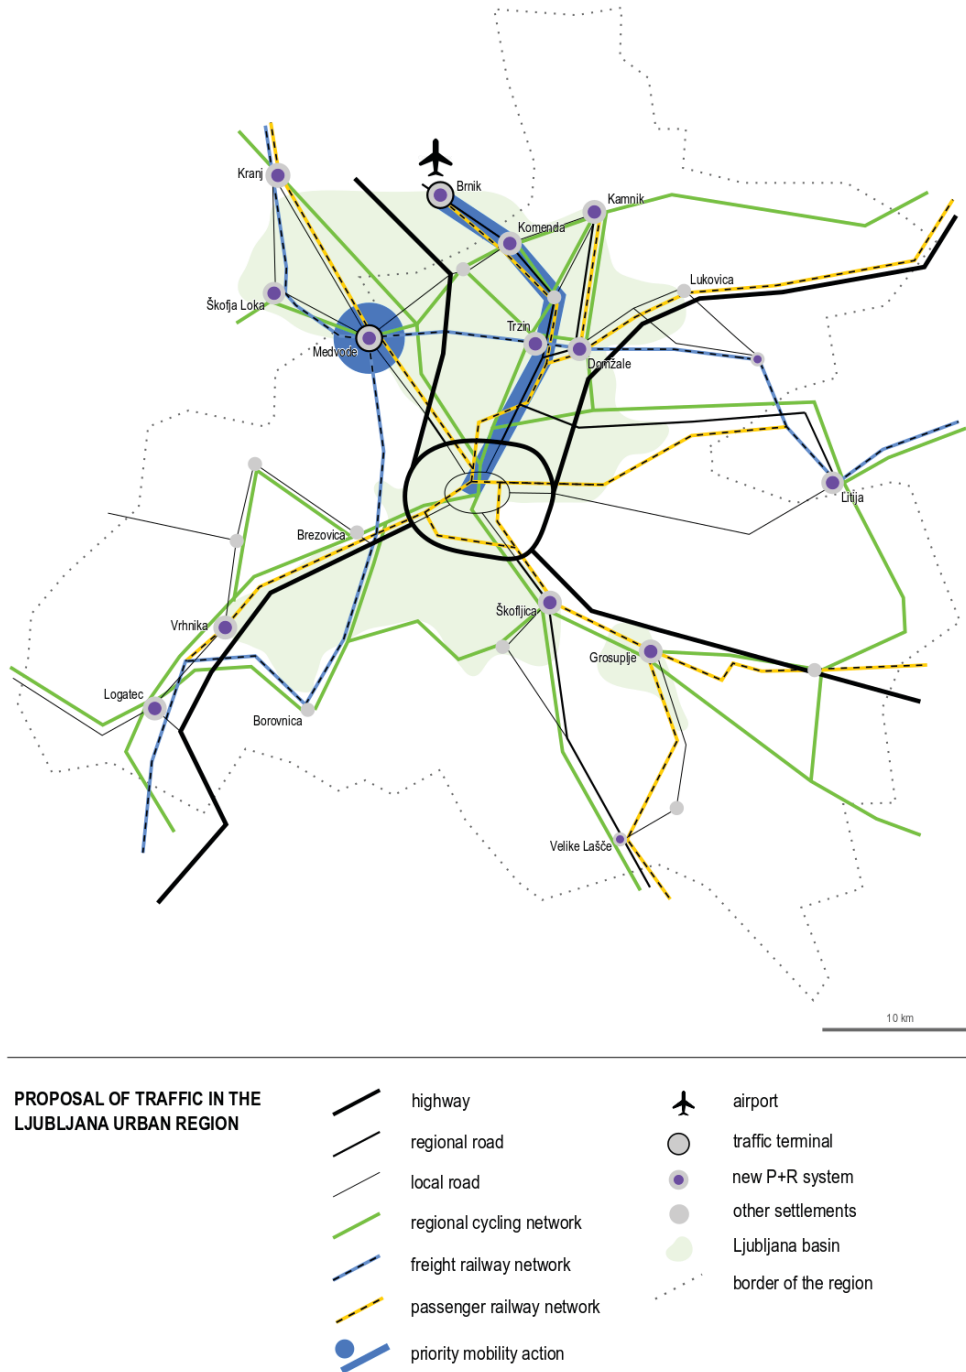 Kranj
Brnik
Kamnik
Komenda
Lukovica
Škofja Loka
Tržin
Medvode
Domžale
Litija
Brezovica
Škofljica
Vrhnika
Grosuplje
Logatec
Borovnica
Velike Lašče
10 km
PROPOSAL OF TRAFFIC IN THE
LJUBLJANA URBAN REGION
highway
regional road
local road
regional cycling network
freight railway network
passenger railway network
priority mobility action
airport
traffic terminal
new P+R system
other settlements
Ljubljana basin
border of the region